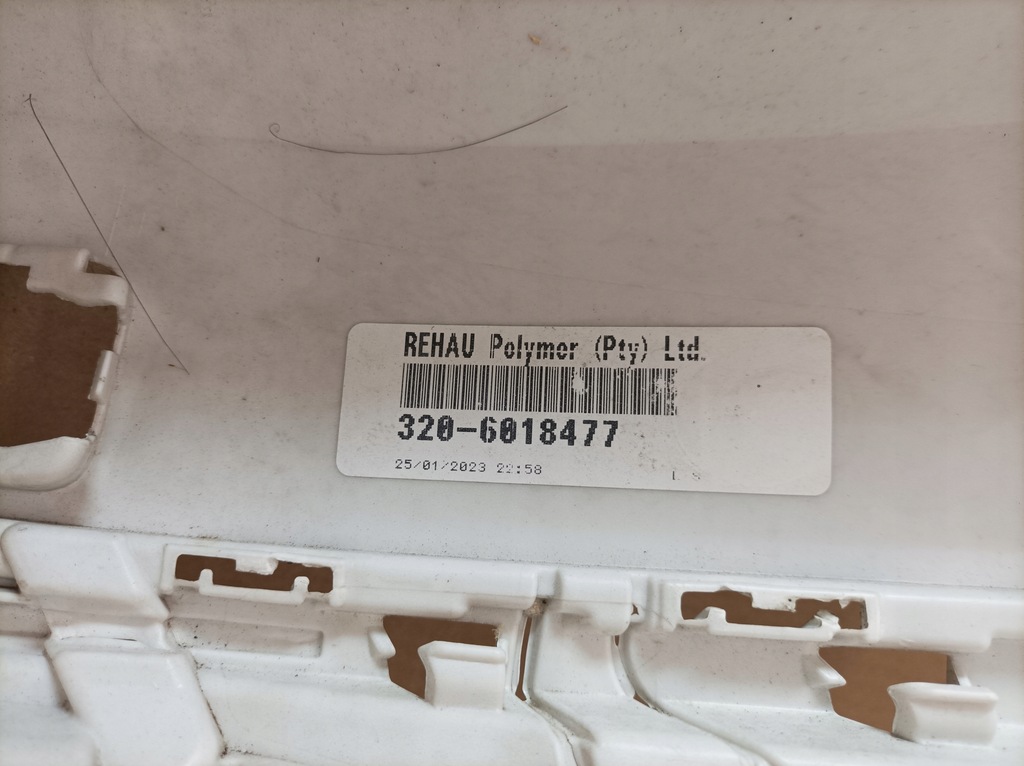 REHAU Polymer (Pty) Ltd.
320-6018477
25/01/2023 22:58